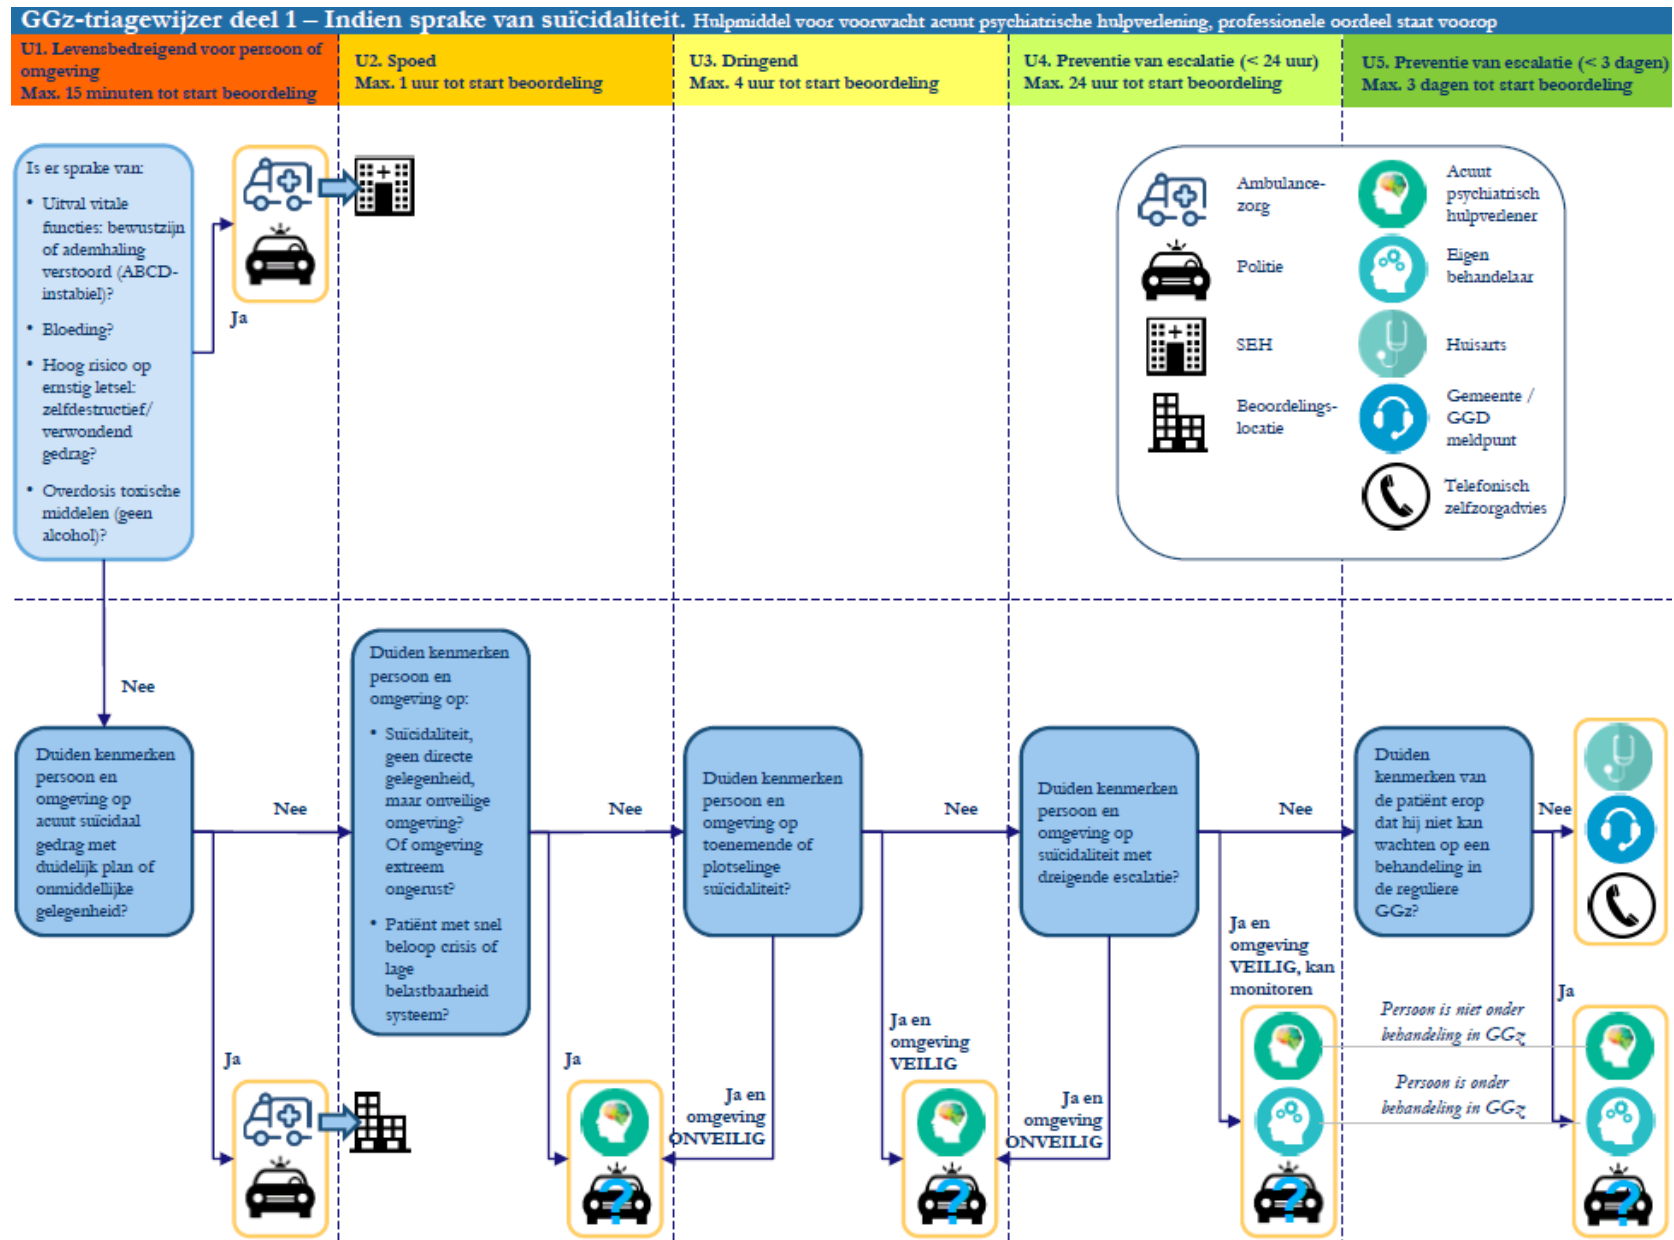 GGz-triagewijzer deel 1 – Indien sprake van suïcidaliteit. Hulpmiddel voor voorwacht acuut psychiatrische hulpverlening, professionele oordeel staat voorop
U1. Levensbedreigend voor persoon of
omgeving
Max. 15 minuten tot start beoordeling
U2. Spoed
Max. 1 uur tot start beoordeling
U3. Dringend
Max. 4 uur tot start beoordeling
U4. Preventie van escalatie (< 24 uur)
Max. 24 uur tot start beoordeling
U5. Preventie van escalatie (< 3 dagen)
Max. 3 dagen tot start beoordeling
Is er sprake van:
• Uitval vitale
functies: bewustzijn
of ademhaling
verstoord (ABCD-
instabiel)?
• Bloeding?
• Hoog risico op
ernstig letsel:
zelfdestructief/
verwondend
gedrag?
• Overdosis toxische
middelen (geen
alcohol)?
Ja
Ambulance-
zorg
Politie
SEH
Beoordelings-
locatie
Acuut
psychiatrisch
hulpverlener
Eigen
behandelaar
Huisarts
Gemeente /
GGD
meldpunt
Telefonisch
zelfzorgadvies
Nee
Duiden kenmerken
persoon en
omgeving op
acuut suïcidaal
gedrag met
duidelijk plan of
onmiddellijke
gelegenheid?
Nee
Ja
Duiden kenmerken
persoon en
omgeving op:
• Suïcidaliteit,
geen directe
gelegenheid,
maar onveilige
omgeving?
Of omgeving
extreem
ongerust?
• Patiënt met snel
beloop crisis of
lage
belastbaarheid
systeem?
Nee
Ja
Duiden kenmerken
persoon en
omgeving op
toenemende of
plotselinge
suïcidaliteit?
Nee
Ja en
omgeving
ONVEILIG
Ja en
omgeving
VEILIG
Duiden kenmerken
persoon en
omgeving op
suïcidaliteit met
dreigende escalatie?
Nee
Ja en
omgeving
ONVEILIG
Ja en
omgeving
VEILIG, kan
monitoren
Duiden
kenmerken van
de patiënt erop
dat hij niet kan
wachten op een
behandeling in
de reguliere
GGz?
Nee
Ja
Persoon is niet onder
behandeling in GGz
Persoon is onder
behandeling in GGz
?
?
?
?